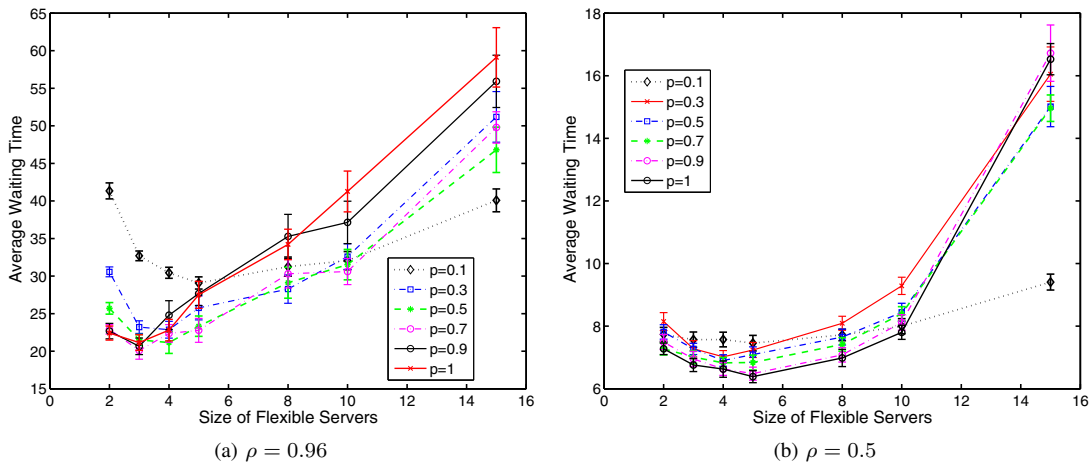 65
60
55
50
45
40
35
30
25
20
15
Average Waiting Time
p=0.1
p=0.3
p=0.5
p=0.7
p=0.9
p=1
0 2 4 6 8 10 12 14 16
Size of Flexible Servers
(a) ρ = 0.96
18
16
14
12
10
8
6
Average Waiting Time
p=0.1
p=0.3
p=0.5
p=0.7
p=0.9
p=1
0 2 4 6 8 10 12 14 16
Size of Flexible Servers
(b) ρ = 0.5